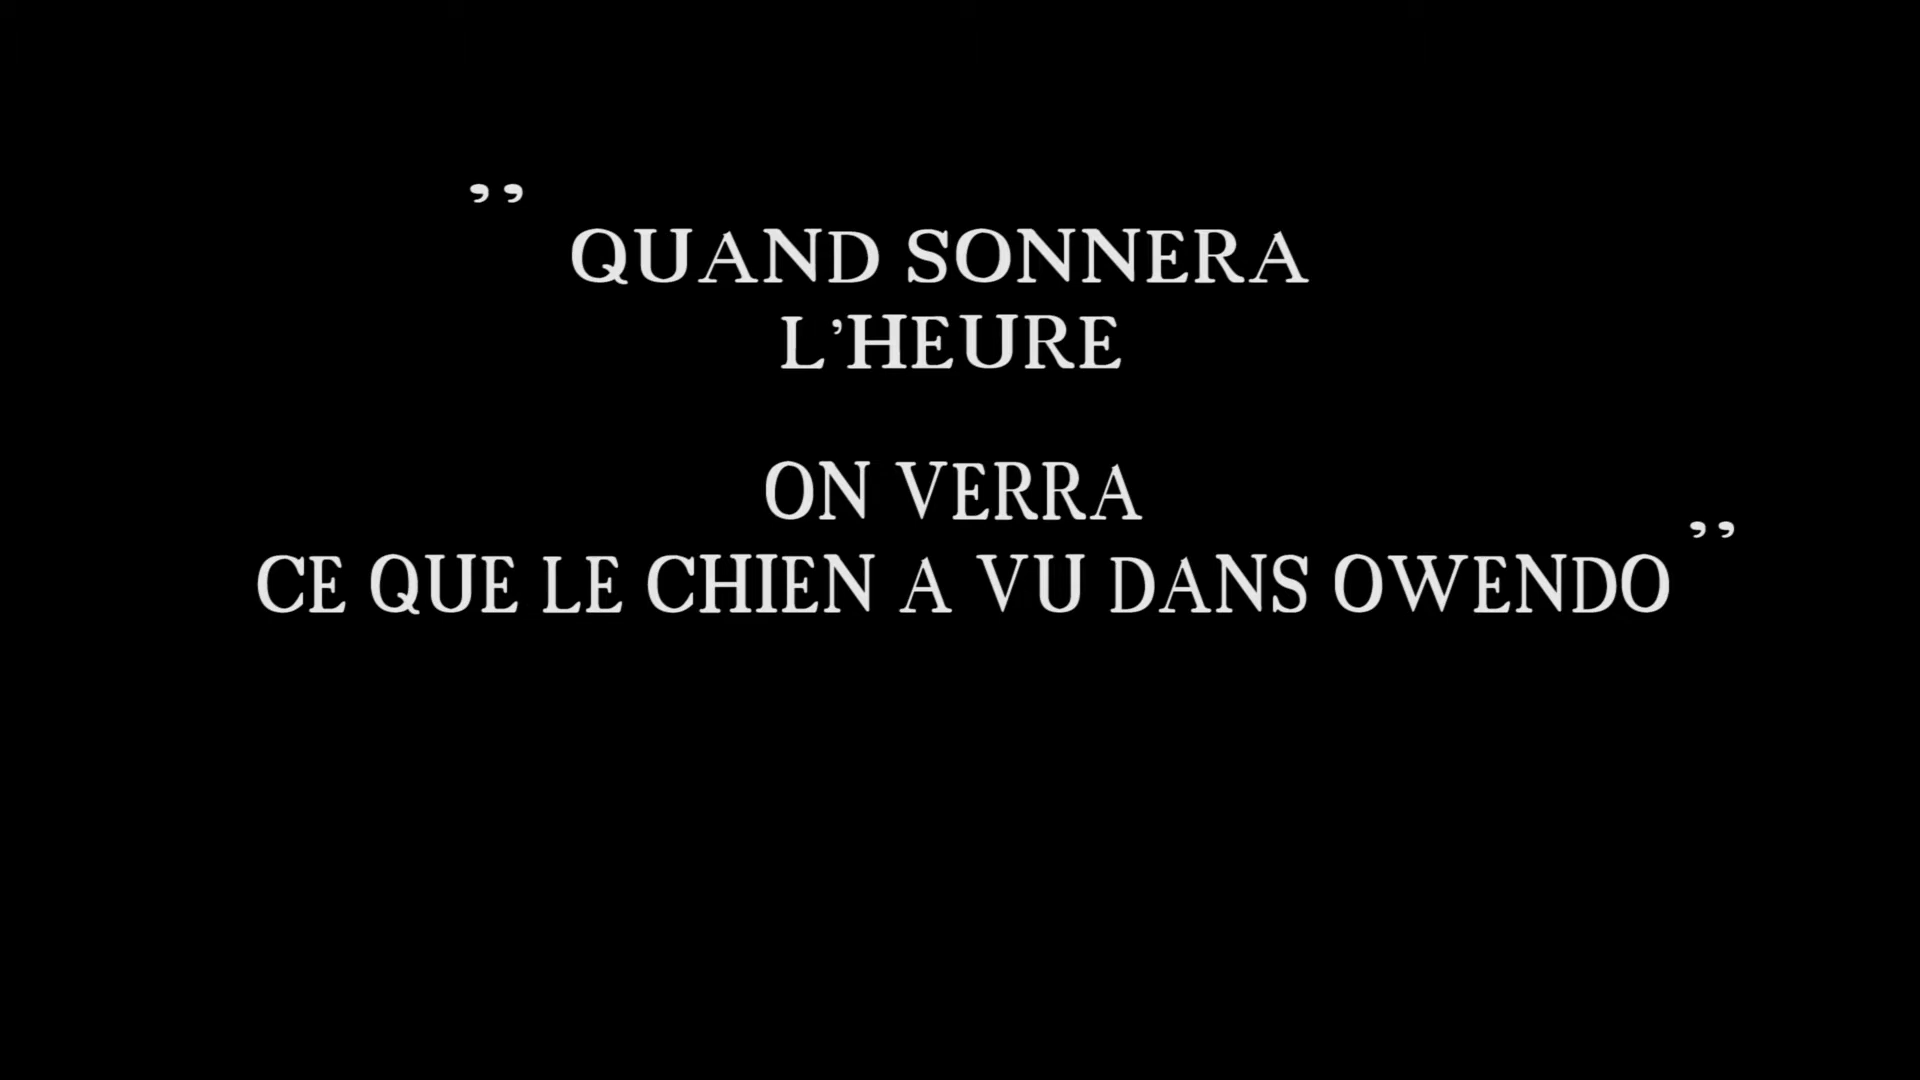 ’’
QUAND SONNERA
L’HEURE
ON VERRA
CE QUE LE CHIEN A VU DANS OWENDO ’’